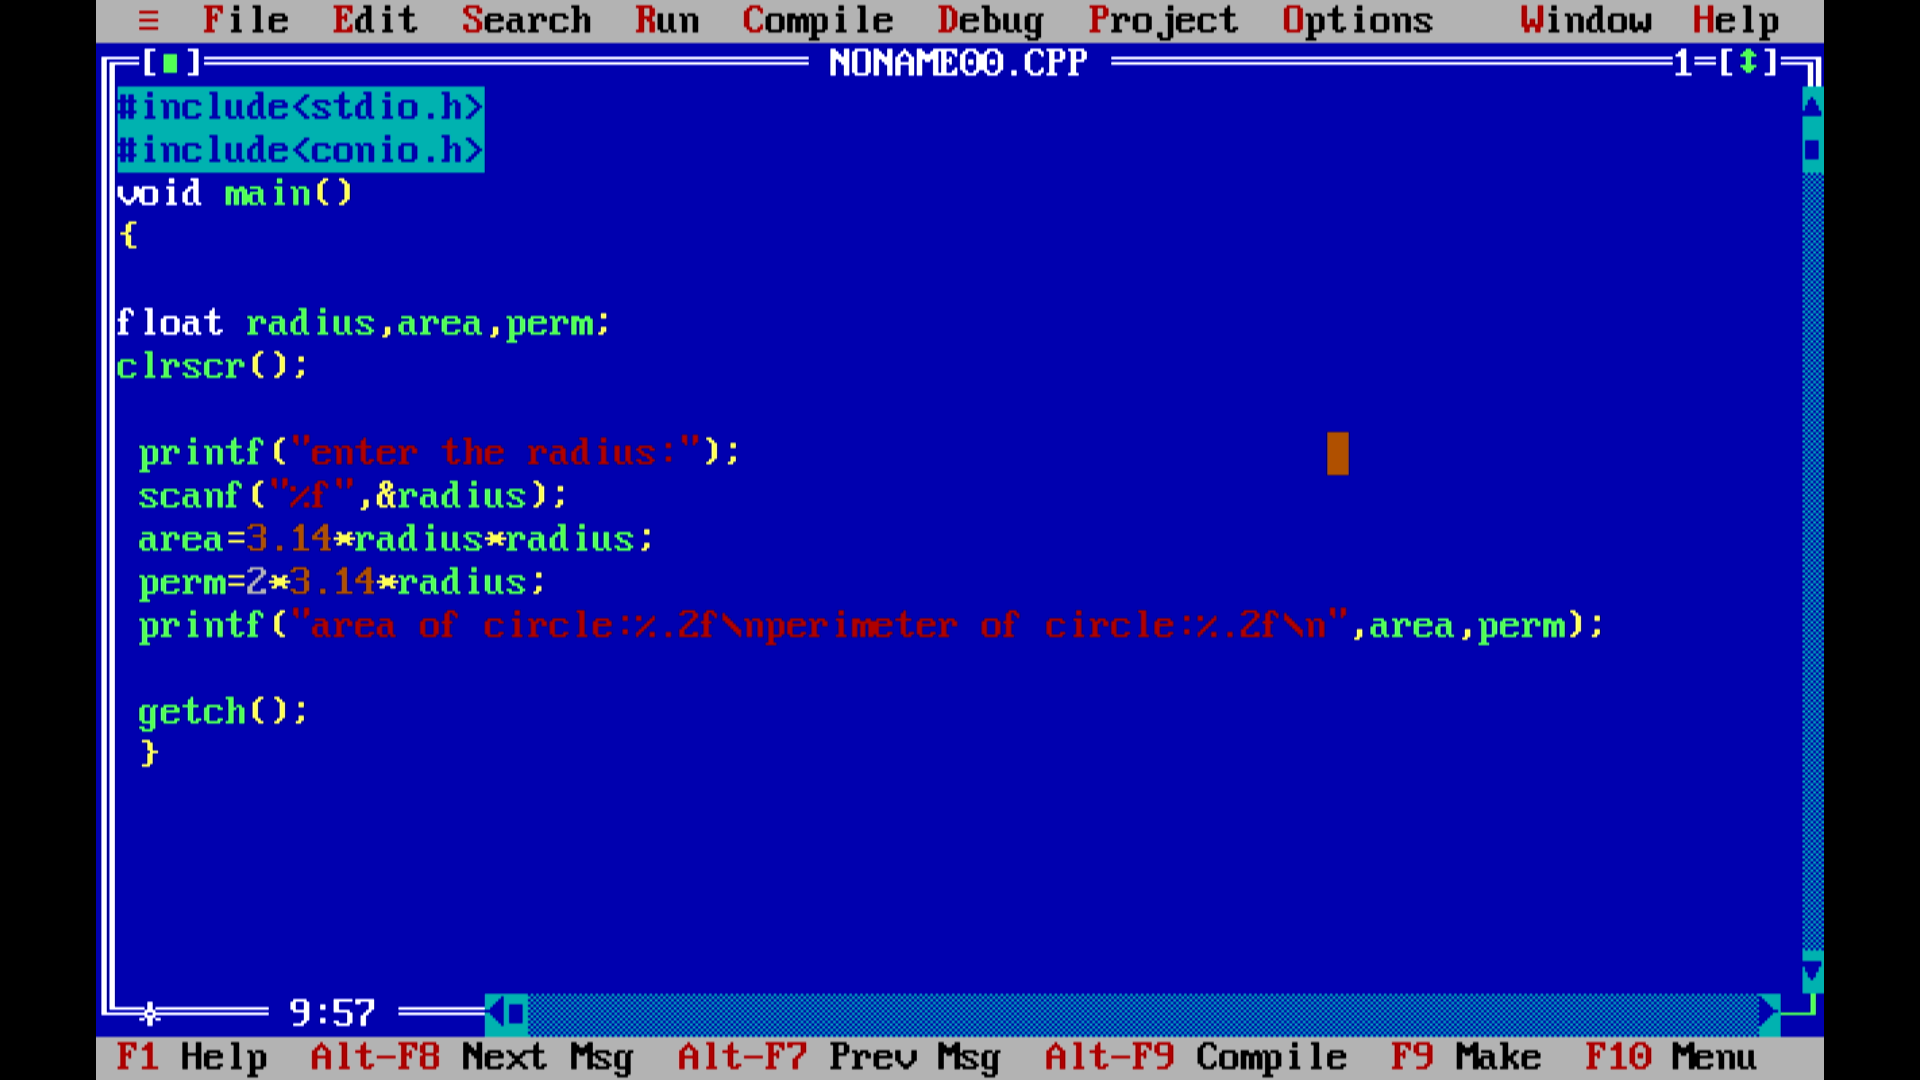 ≡ File Edit Search Run Compile Debug Project Options Window Help
[■] NONAME00.CPP 1=[↕]
#include<stdio.h>
#include<conio.h>
void main()
{
float radius,area,perm;
clrscr();
printf("enter the radius:");
scanf("%f",&radius);
area=3.14*radius*radius;
perm=2*3.14*radius;
printf("area of circle:%.2f\nperimeter of circle:%.2f\n",area,perm);
getch();
}
9:57
F1 Help Alt-F8 Next Msg Alt-F7 Prev Msg Alt-F9 Compile F9 Make F10 Menu